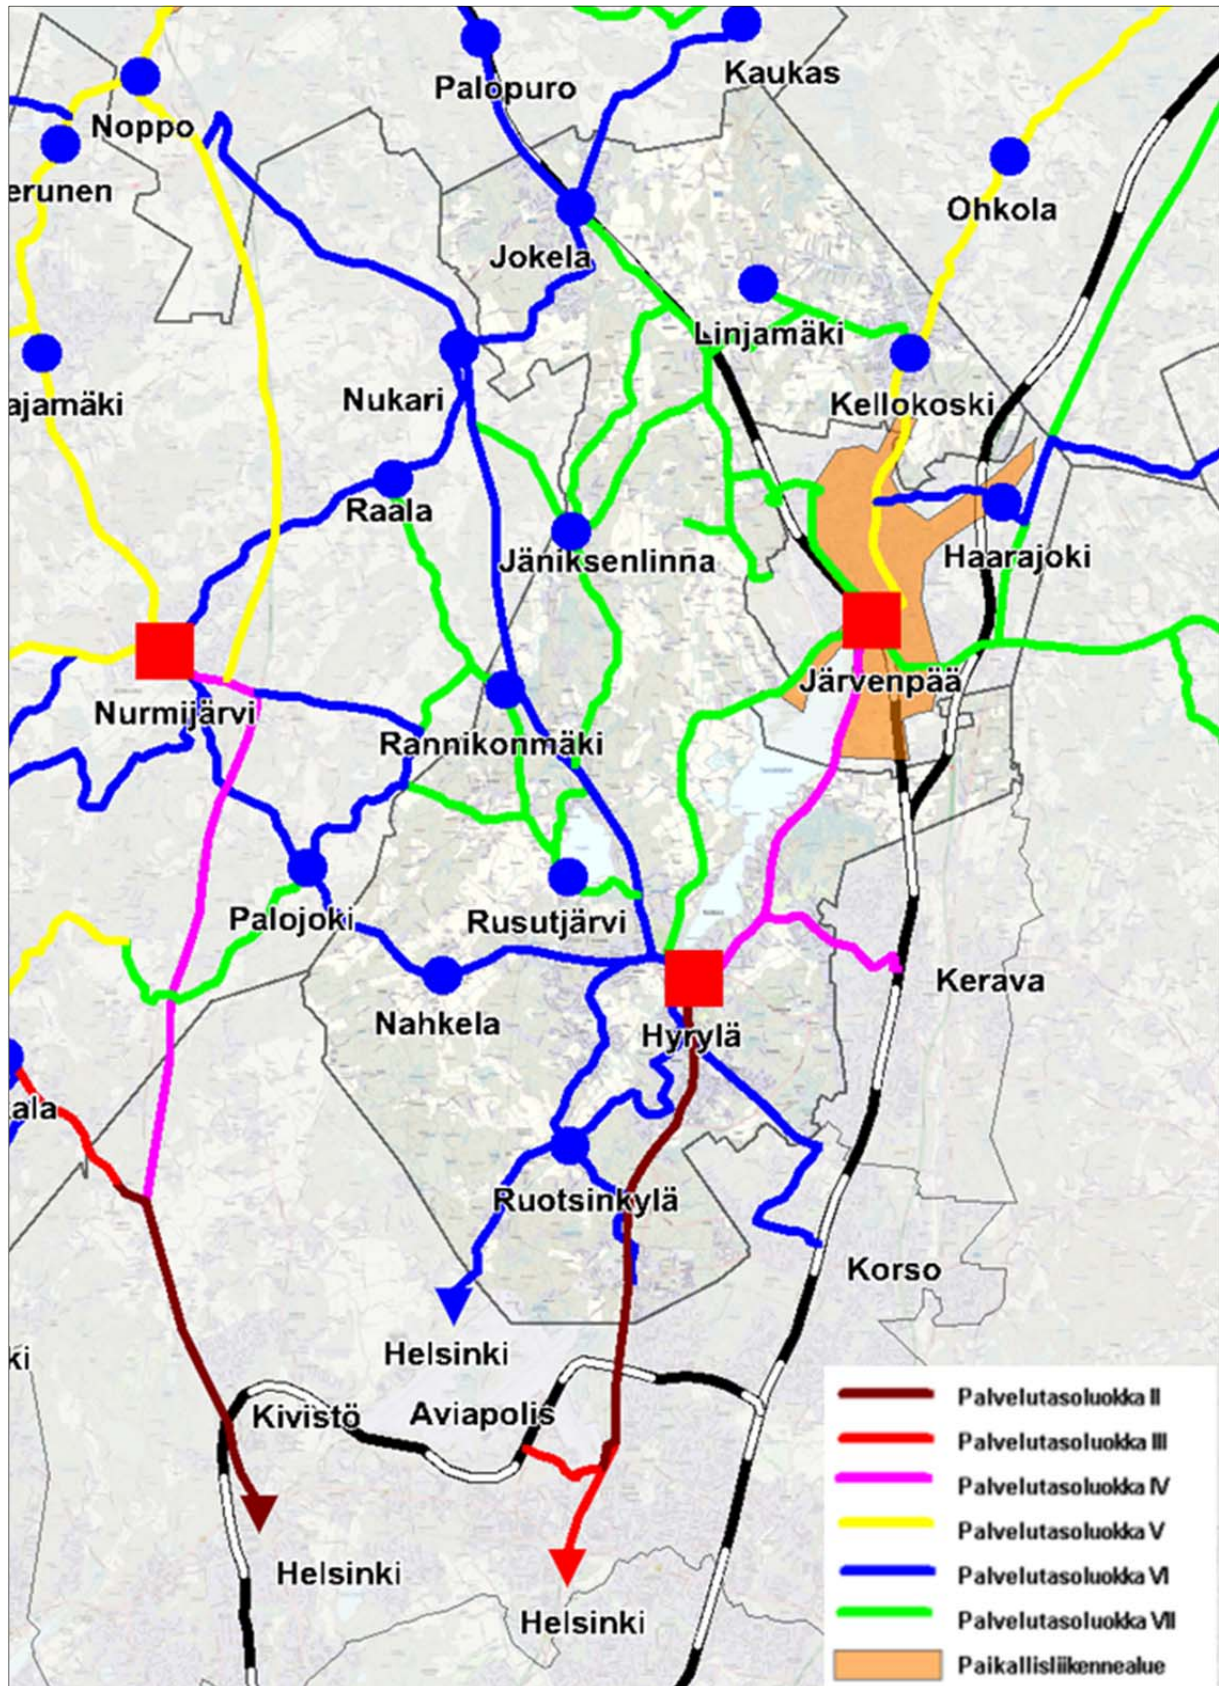 Palopuro
Kaukas
Noppo
erunen
Ohkola
Jokela
Linjamäki
Nukari
ajamäki
Kellokoski
Raala
Jäniksenlinna
Haarajoki
Järvenpää
Nurmijärvi
Rannikonmäki
Palojoki
Rusutjärvi
Kerava
Nahkela
Hyrylä
ala
Ruotsinkylä
Korso
Helsinki
ki
Kivistö
Aviapolis
Helsinki
Helsinki
Palvelutasoluokka II
Palvelutasoluokka III
Palvelutasoluokka IV
Palvelutasoluokka V
Palvelutasoluokka VI
Palvelutasoluokka VII
Paikallisliikennealue